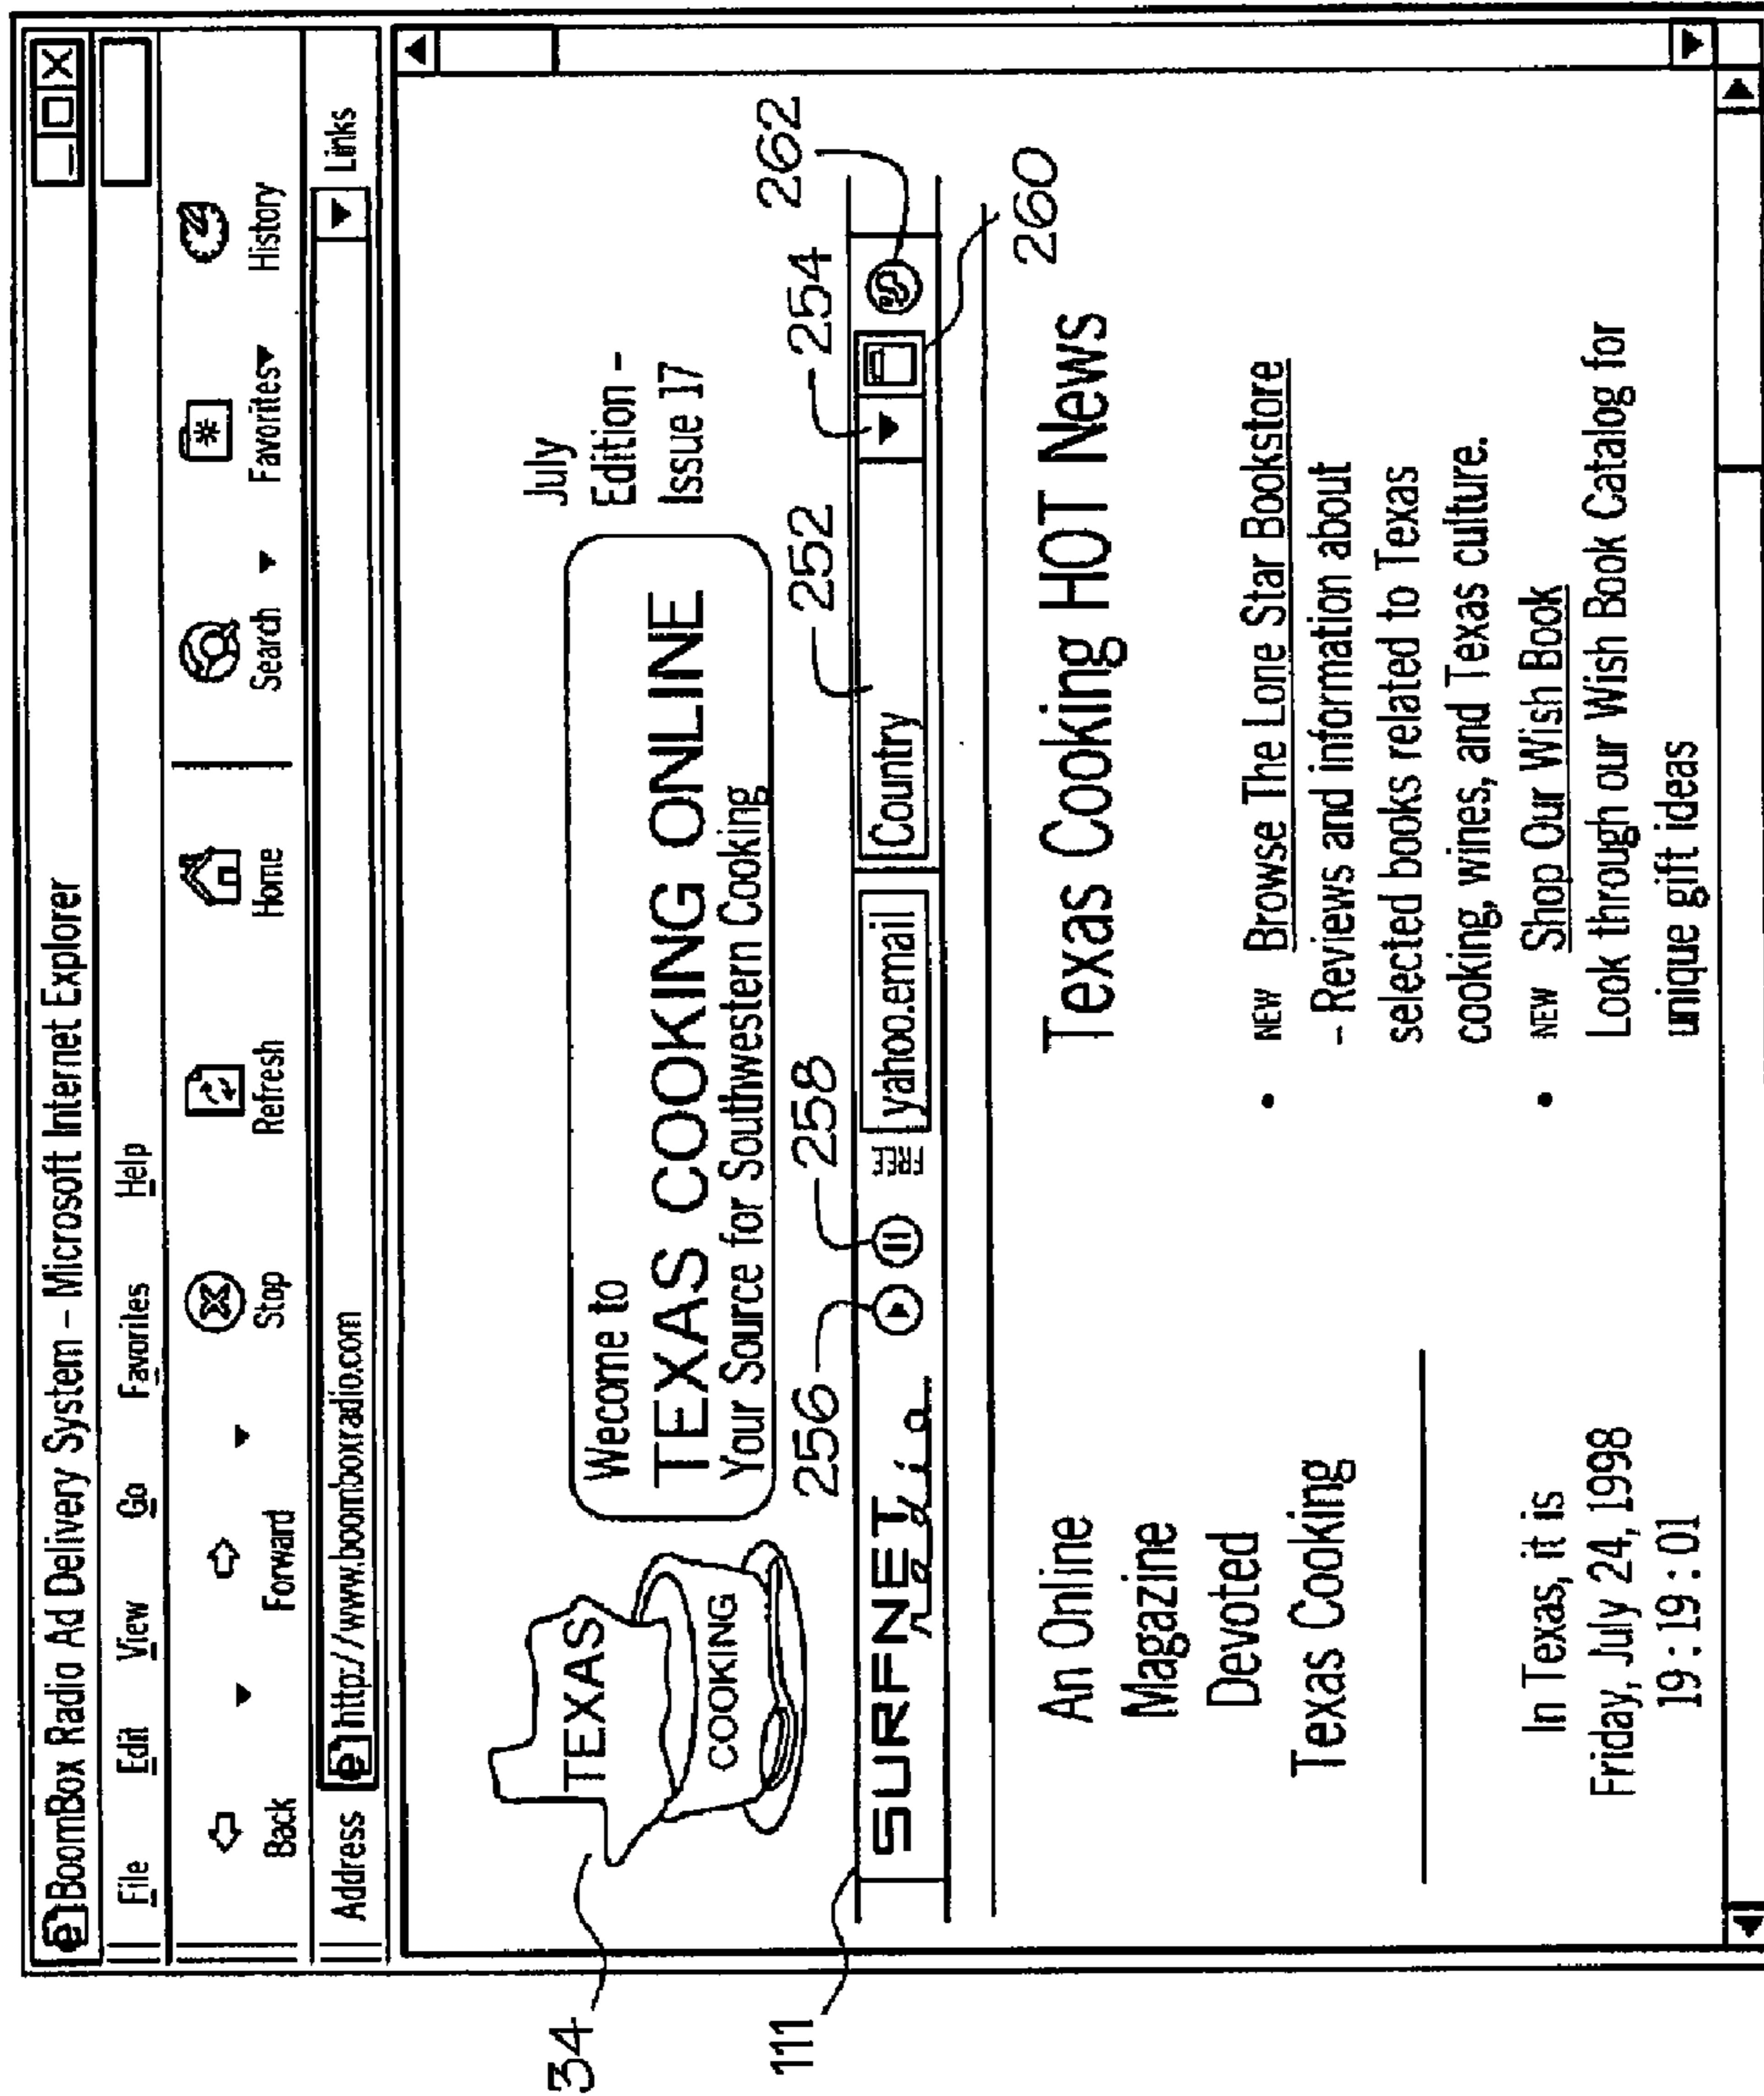 BoomBox Radio Ad Delivery System – Microsoft Internet Explorer
File Edit View Go Favorites Help
Back Forward Stop Refresh Home Search Favorites History
Address http://www.boomboxradio.com Links
34
TEXAS
COOKING
Wecome to
TEXAS COOKING ONLINE
Your Source for Southwestern Cooking
July
Edition –
Issue 17
111
256
258
252
254
262
SURFNET radio FREE yahoo.email Country
260
An Online
Magazine
Devoted
Texas Cooking
In Texas, it is
Friday, July 24, 1998
19:19:01
Texas Cooking HOT News
• NEW Browse The Lone Star Bookstore
– Reviews and information about
selected books related to Texas
cooking, wines, and Texas culture.
• NEW Shop Our Wish Book
Look through our Wish Book Catalog for
unique gift ideas